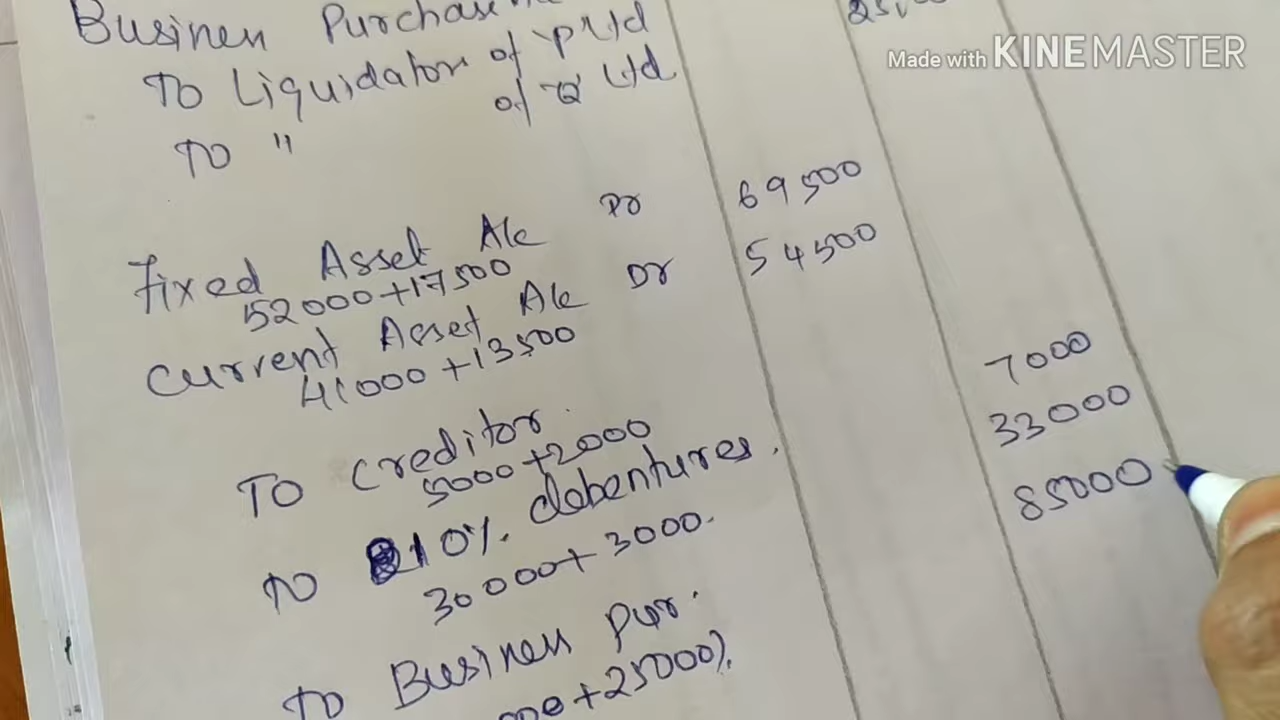 Business Purchase
To Liquidator of P Ltd
To " of Q Ltd
Fixed Asset A/c Dr 69500
52000+17500
Current Asset A/c Dr 54500
41000+13500
To Creditor 7000
5000+2000
To 10% debentures. 33000
30000+3000.
To Business Pur. 85000
+25000).
Made with KINEMASTER